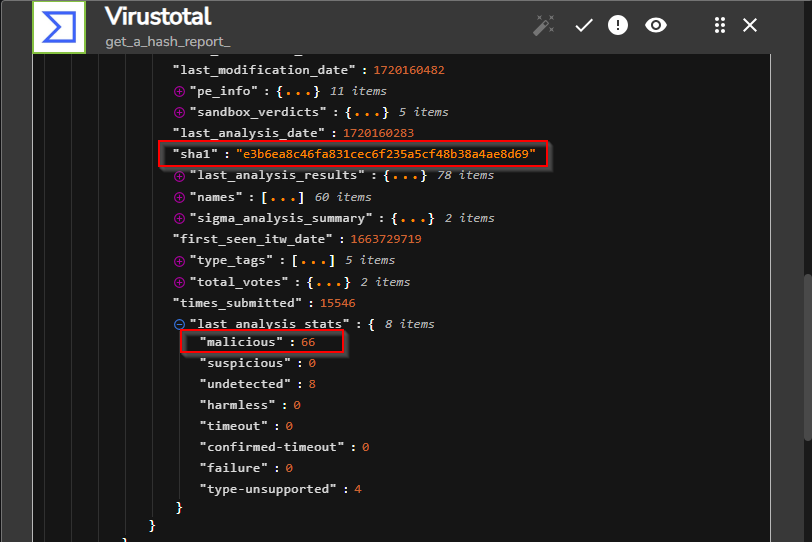 Virustotal
get_a_hash_report_
"last_modification_date" : 1720160482
"pe_info" : {...} 11 items
"sandbox_verdicts" : {...} 5 items
"last_analysis_date" : 1720160283
"sha1" : "e3b6ea8c46fa831cec6f235a5cf48b38a4ae8d69"
"last_analysis_results" : {...} 78 items
"names" : [...] 60 items
"sigma_analysis_summary" : {...} 2 items
"first_seen_itw_date" : 1663729719
"type_tags" : [...] 5 items
"total_votes" : {...} 2 items
"times_submitted" : 15546
"last_analysis_stats" : { 8 items
"malicious" : 66
"suspicious" : 0
"undetected" : 8
"harmless" : 0
"timeout" : 0
"confirmed-timeout" : 0
"failure" : 0
"type-unsupported" : 4
}
}